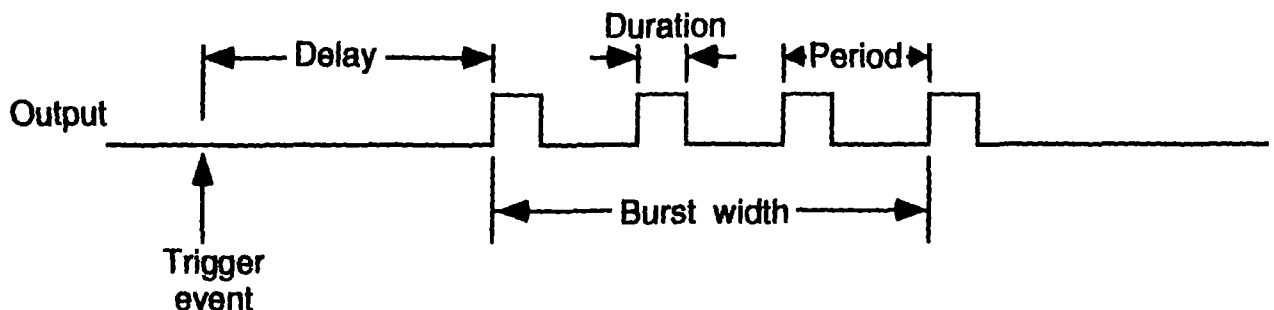 Duration
Delay
Period
Output
Burst width
Trigger
event